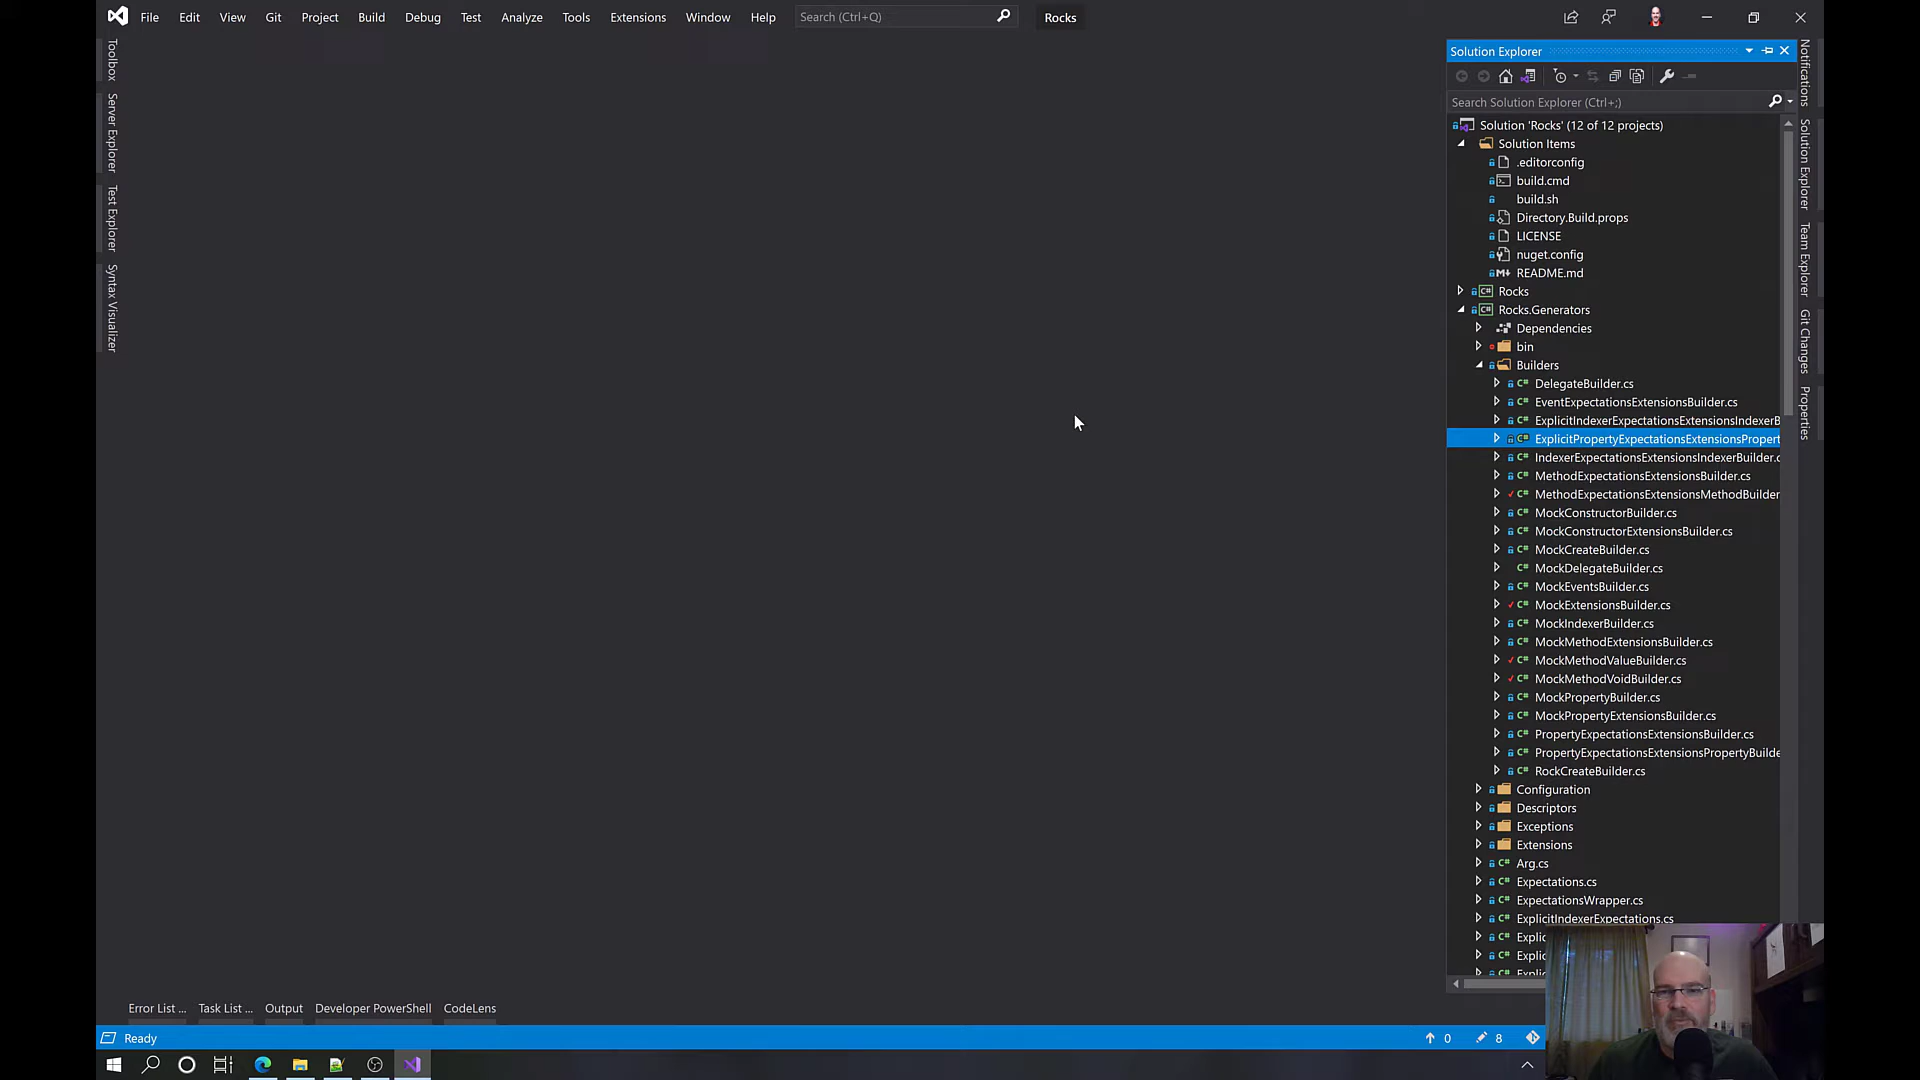 File Edit View Git Project Build Debug Test Analyze Tools Extensions Window Help Search (Ctrl+Q) Rocks
Toolbox
Server Explorer
Test Explorer
Syntax Visualizer
Solution Explorer
Search Solution Explorer (Ctrl+;)
Solution 'Rocks' (12 of 12 projects)
Solution Items
.editorconfig
build.cmd
build.sh
Directory.Build.props
LICENSE
nuget.config
README.md
Rocks
Rocks.Generators
Dependencies
bin
Builders
DelegateBuilder.cs
EventExpectationsExtensionsBuilder.cs
ExplicitIndexerExpectationsExtensionsIndexerB
ExplicitPropertyExpectationsExtensionsPropert
IndexerExpectationsExtensionsIndexerBuilder.c
MethodExpectationsExtensionsBuilder.cs
MethodExpectationsExtensionsMethodBuilder
MockConstructorBuilder.cs
MockConstructorExtensionsBuilder.cs
MockCreateBuilder.cs
MockDelegateBuilder.cs
MockEventsBuilder.cs
MockExtensionsBuilder.cs
MockIndexerBuilder.cs
MockMethodExtensionsBuilder.cs
MockMethodValueBuilder.cs
MockMethodVoidBuilder.cs
MockPropertyBuilder.cs
MockPropertyExtensionsBuilder.cs
PropertyExpectationsExtensionsBuilder.cs
PropertyExpectationsExtensionsPropertyBuilde
RockCreateBuilder.cs
Configuration
Descriptors
Exceptions
Extensions
Arg.cs
Expectations.cs
ExpectationsWrapper.cs
ExplicitIndexerExpectations.cs
Explic
Explic
Notifications
Solution Explorer
Team Explorer
Git Changes
Properties
Error List ... Task List ... Output Developer PowerShell CodeLens
Ready 0 8